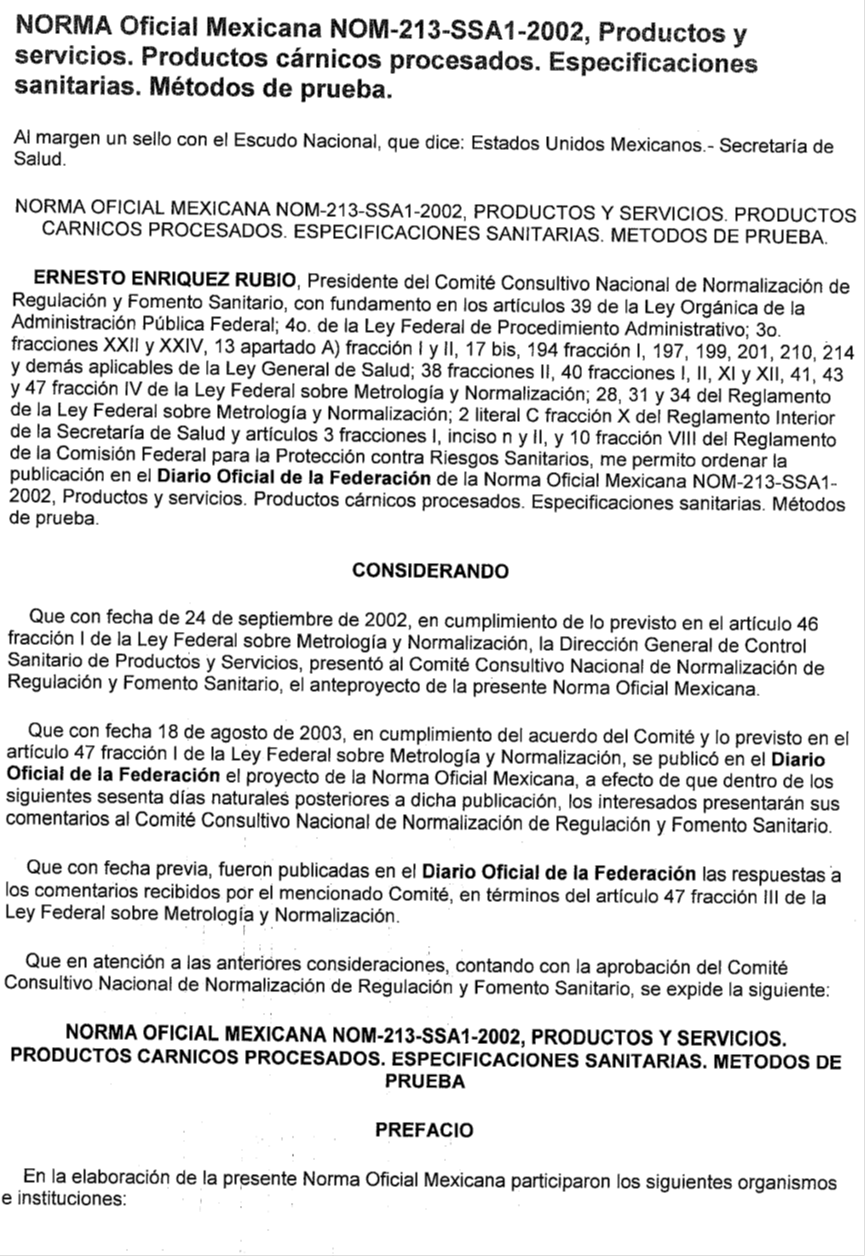 NORMA Oficial Mexicana NOM-213-SSA1-2002, Productos y
servicios. Productos cárnicos procesados. Especificaciones
sanitarias. Métodos de prueba.
Al margen un sello con el Escudo Nacional, que dice: Estados Unidos Mexicanos.- Secretaría de
Salud.
NORMA OFICIAL MEXICANA NOM-213-SSA1-2002, PRODUCTOS Y SERVICIOS. PRODUCTOS
CARNICOS PROCESADOS. ESPECIFICACIONES SANITARIAS. METODOS DE PRUEBA.
ERNESTO ENRIQUEZ RUBIO, Presidente del Comité Consultivo Nacional de Normalización de
Regulación y Fomento Sanitario, con fundamento en los artículos 39 de la Ley Orgánica de la
Administración Pública Federal; 4o. de la Ley Federal de Procedimiento Administrativo; 3o.
fracciones XXII y XXIV, 13 apartado A) fracción I y II, 17 bis, 194 fracción I, 197, 199, 201, 210, 214
y demás aplicables de la Ley General de Salud; 38 fracciones II, 40 fracciones I, II, XI y XII, 41, 43
y 47 fracción IV de la Ley Federal sobre Metrología y Normalización; 28, 31 y 34 del Reglamento
de la Ley Federal sobre Metrología y Normalización; 2 literal C fracción X del Reglamento Interior
de la Secretaría de Salud y artículos 3 fracciones I, inciso n y II, y 10 fracción VIII del Reglamento
de la Comisión Federal para la Protección contra Riesgos Sanitarios, me permito ordenar la
publicación en el Diario Oficial de la Federación de la Norma Oficial Mexicana NOM-213-SSA1-
2002, Productos y servicios. Productos cárnicos procesados. Especificaciones sanitarias. Métodos
de prueba.
CONSIDERANDO
Que con fecha de 24 de septiembre de 2002, en cumplimiento de lo previsto en el artículo 46
fracción I de la Ley Federal sobre Metrología y Normalización, la Dirección General de Control
Sanitario de Productos y Servicios, presentó al Comité Consultivo Nacional de Normalización de
Regulación y Fomento Sanitario, el anteproyecto de la presente Norma Oficial Mexicana.
Que con fecha 18 de agosto de 2003, en cumplimiento del acuerdo del Comité y lo previsto en el
artículo 47 fracción I de la Ley Federal sobre Metrología y Normalización, se publicó en el Diario
Oficial de la Federación el proyecto de la Norma Oficial Mexicana, a efecto de que dentro de los
siguientes sesenta días naturales posteriores a dicha publicación, los interesados presentarán sus
comentarios al Comité Consultivo Nacional de Normalización de Regulación y Fomento Sanitario.
Que con fecha previa, fueron publicadas en el Diario Oficial de la Federación las respuestas a
los comentarios recibidos por el mencionado Comité, en términos del artículo 47 fracción III de la
Ley Federal sobre Metrología y Normalización.
Que en atención a las anteriores consideraciones, contando con la aprobación del Comité
Consultivo Nacional de Normalización de Regulación y Fomento Sanitario, se expide la siguiente:
NORMA OFICIAL MEXICANA NOM-213-SSA1-2002, PRODUCTOS Y SERVICIOS.
PRODUCTOS CARNICOS PROCESADOS. ESPECIFICACIONES SANITARIAS. METODOS DE
PRUEBA
PREFACIO
En la elaboración de la presente Norma Oficial Mexicana participaron los siguientes organismos
e instituciones: